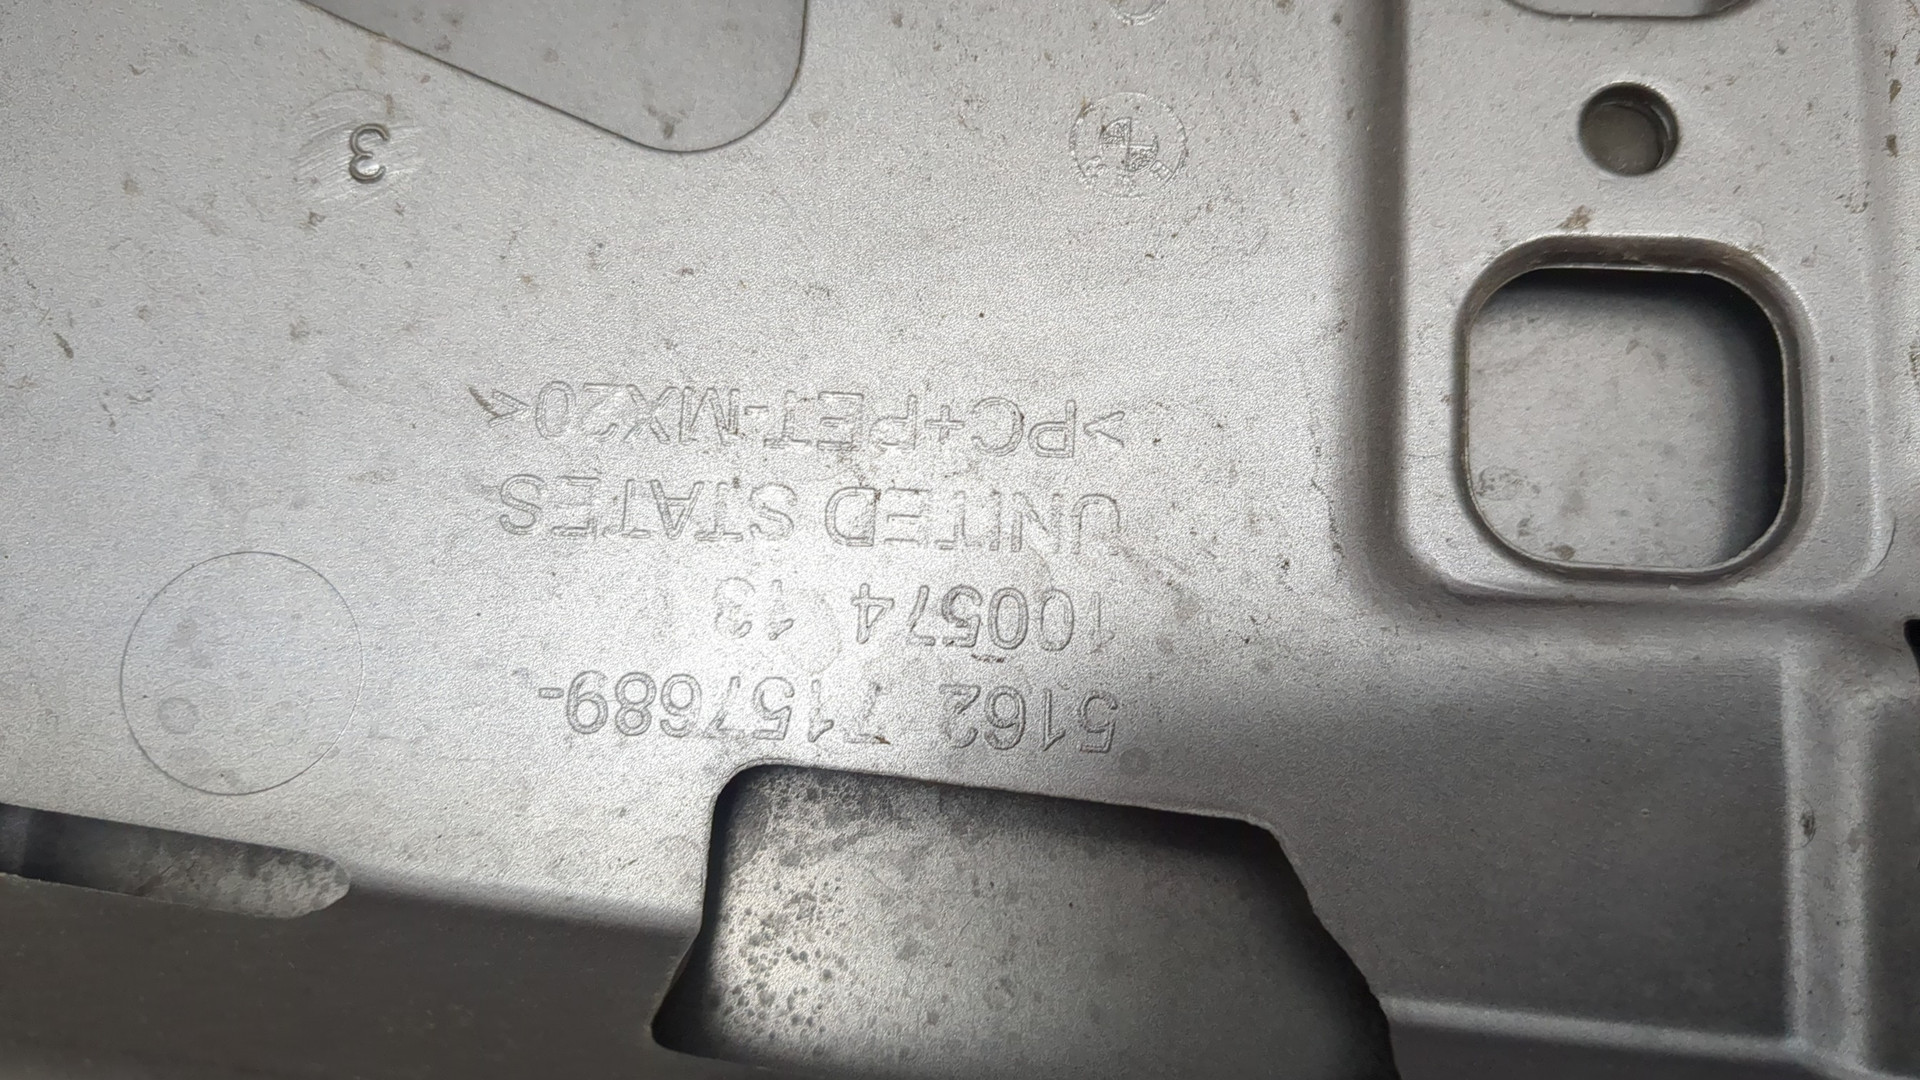 5162 7157689-
100574 13
UNITED STATES
>PC+PET-MX20<
3